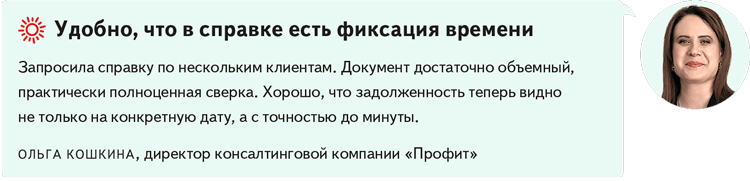 Удобно, что в справке есть фиксация времени
Запросила справку по нескольким клиентам. Документ достаточно объемный,
практически полноценная сверка. Хорошо, что задолженность теперь видно
не только на конкретную дату, а с точностью до минуты.
ОЛЬГА КОШКИНА, директор консалтинговой компании «Профит»